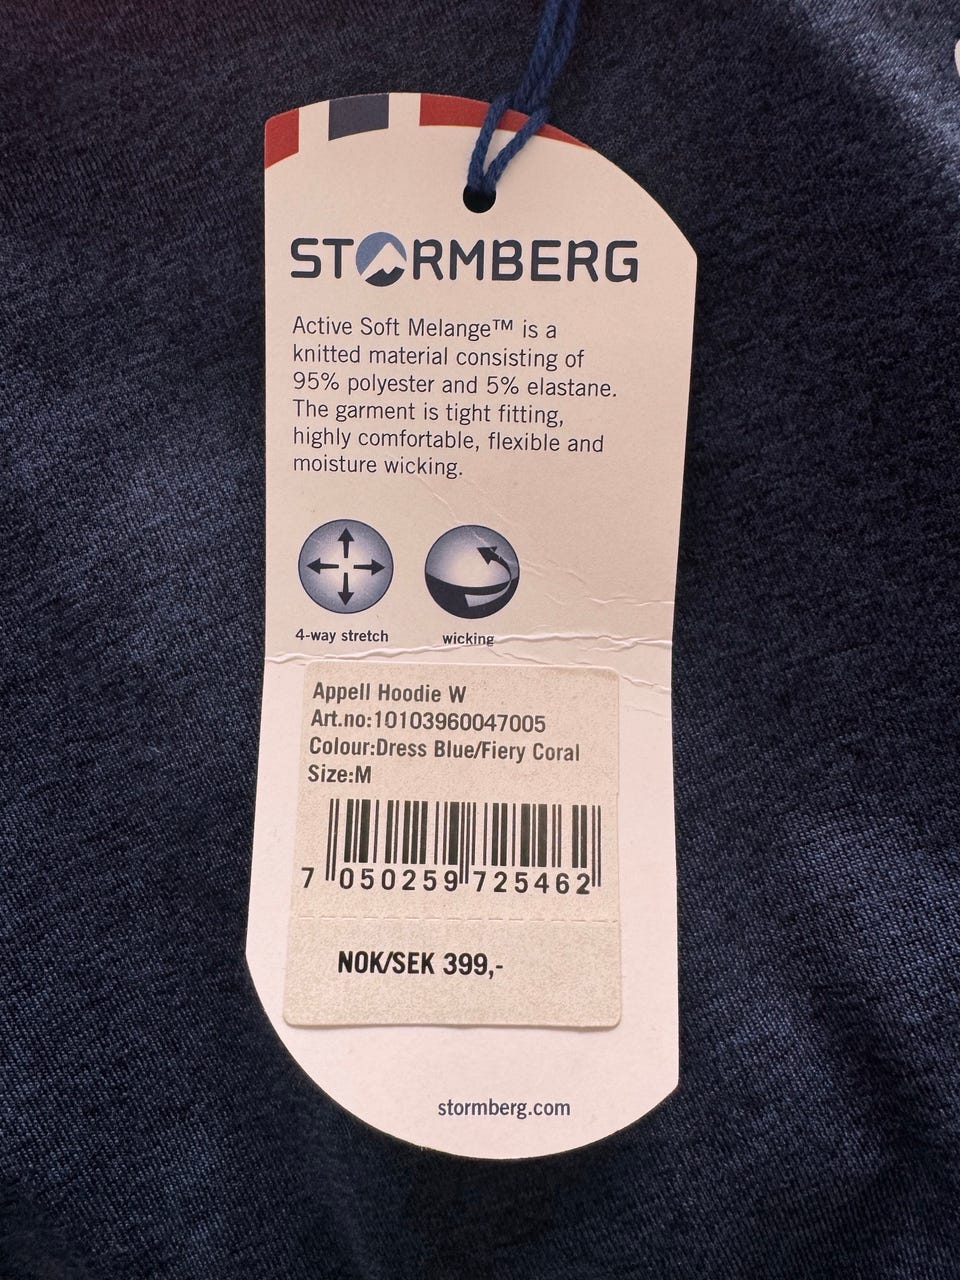 STORMBERG
Active Soft Melange™ is a
knitted material consisting of
95% polyester and 5% elastane.
The garment is tight fitting,
highly comfortable, flexible and
moisture wicking.
4-way stretch wicking
Appell Hoodie W
Art.no:10103960047005
Colour:Dress Blue/Fiery Coral
Size:M
7 050259 725462
NOK/SEK 399,-
stormberg.com